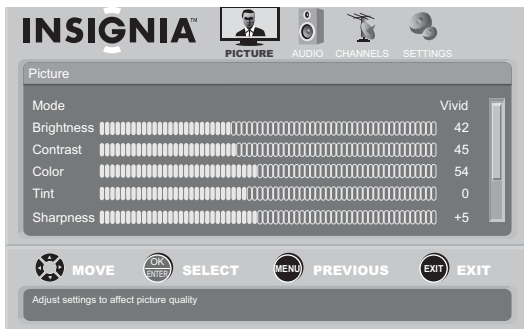 INSIGNIA™
PICTURE AUDIO CHANNELS SETTINGS
Picture
Mode Vivid
Brightness 42
Contrast 45
Color 54
Tint 0
Sharpness +5
MOVE OK ENTER SELECT MENU PREVIOUS EXIT EXIT
Adjust settings to affect picture quality